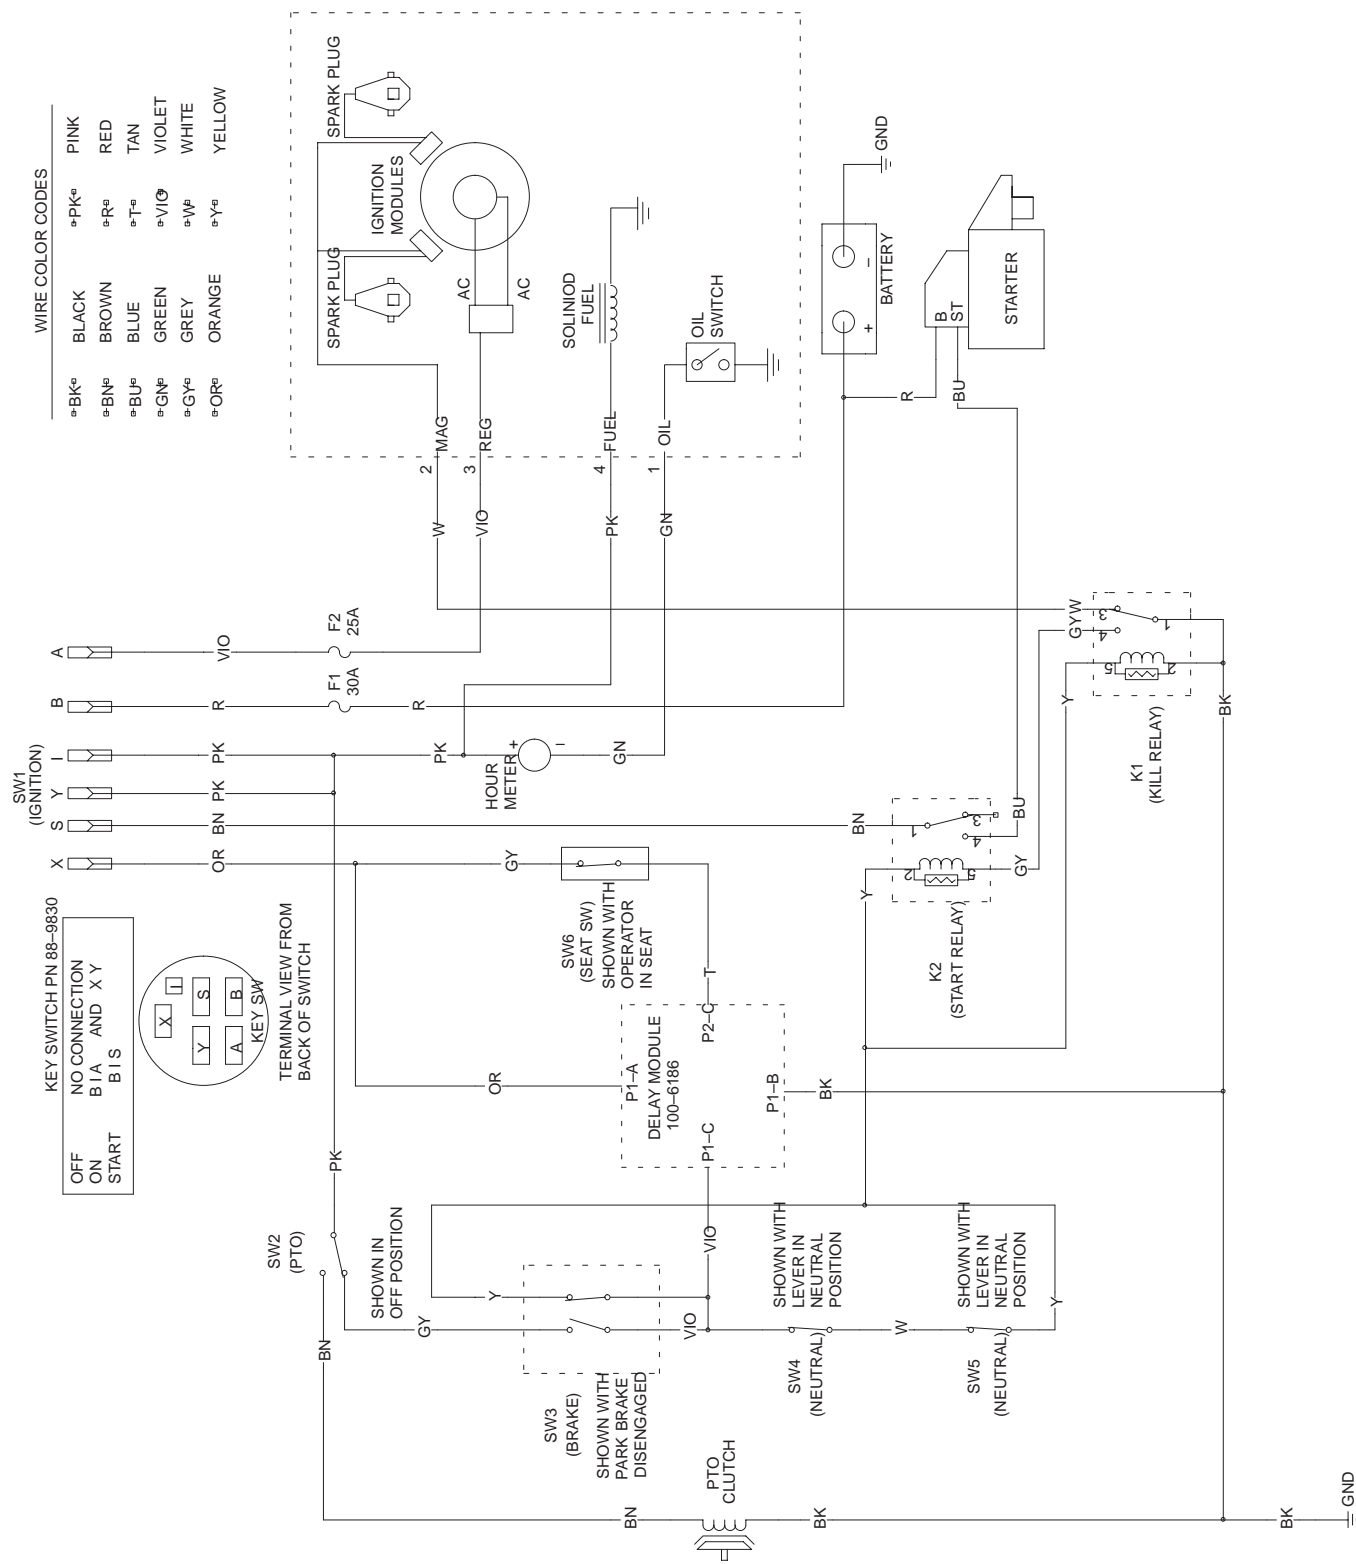 WIRE COLOR CODES
BK BLACK PK PINK
BN BROWN R RED
BU BLUE T TAN
GN GREEN VIO VIOLET
GY GREY W WHITE
OR ORANGE Y YELLOW
KEY SWITCH PN 88–9830
OFF NO CONNECTION
ON B I A AND X Y
START B I S
X
I
Y
S
A
B
KEY SW
TERMINAL VIEW FROM
BACK OF SWITCH
SW1
(IGNITION)
X
S
Y
I
B
A
OR
BN
PK
PK
R
VIO
F1
30A
F2
25A
R
PK
HOUR
METER
+
–
GN
GY
SW6
(SEAT SW)
SHOWN WITH
OPERATOR
IN SEAT
T
OR
P1–A
P2–C
DELAY MODULE
100–6186
P1–C
P1–B
BK
VIO
PK
SW2
(PTO)
SHOWN IN
OFF POSITION
BN
GY
Y
SW3
(BRAKE)
SHOWN WITH
PARK BRAKE
DISENGAGED
VIO
SHOWN WITH
LEVER IN
NEUTRAL
POSITION
SW4
(NEUTRAL)
W
SHOWN WITH
LEVER IN
NEUTRAL
POSITION
SW5
(NEUTRAL)
Y
BN
PTO
CLUTCH
BK
BK
GND
SPARK PLUG
SPARK PLUG
IGNITION
MODULES
AC
AC
SOLINIOD
FUEL
OIL
SWITCH
MAG
REG
FUEL
OIL
2
3
4
1
W
VIO
PK
GN
BATTERY
+
–
GND
R
BU
B
ST
STARTER
BN
1
3
4
BU
2
5
GY
Y
K2
(START RELAY)
W
GY
3
4
1
5
2
Y
BK
K1
(KILL RELAY)